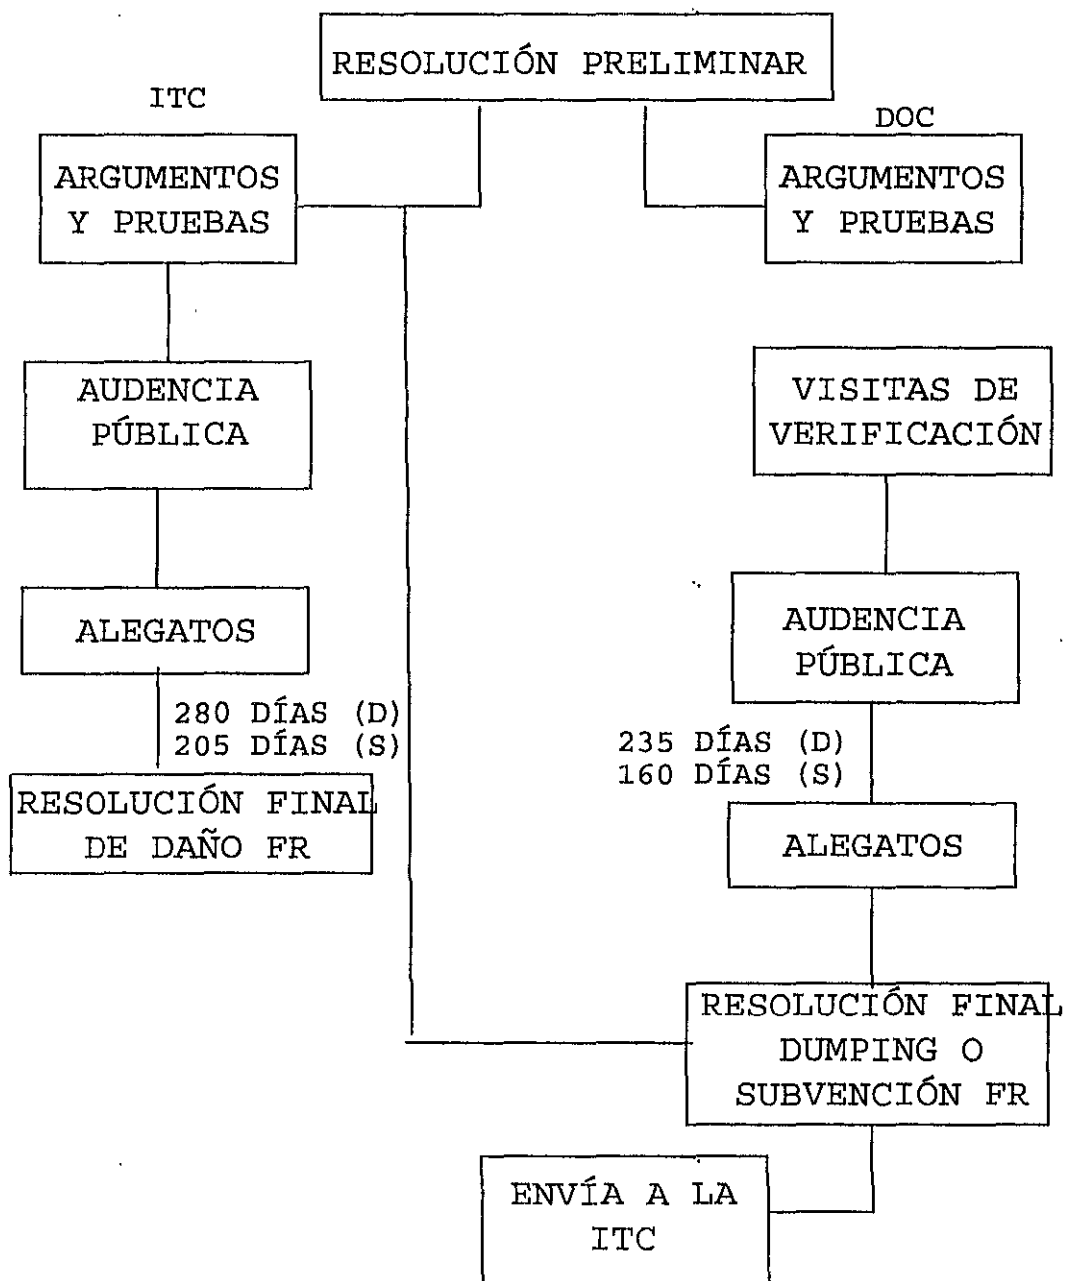 RESOLUCIÓN PRELIMINAR
ITC
DOC
ARGUMENTOS
Y PRUEBAS
ARGUMENTOS
Y PRUEBAS
AUDENCIA
PÚBLICA
VISITAS DE
VERIFICACIÓN
ALEGATOS
AUDENCIA
PÚBLICA
280 DÍAS (D)
205 DÍAS (S)
235 DÍAS (D)
160 DÍAS (S)
RESOLUCIÓN FINAL
DE DAÑO FR
ALEGATOS
RESOLUCIÓN FINAL
DUMPING O
SUBVENCIÓN FR
ENVÍA A LA
ITC